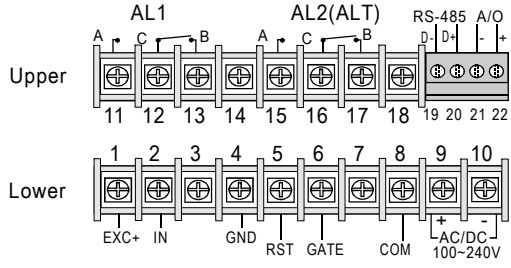 AL1 AL2(ALT) RS-485 A/O
A C B A C B D- D+ - +
Upper
11 12 13 14 15 16 17 18 19 20 21 22
1 2 3 4 5 6 7 8 9 10
Lower
EXC+ IN GND RST GATE COM + -
AC/DC
100~240V